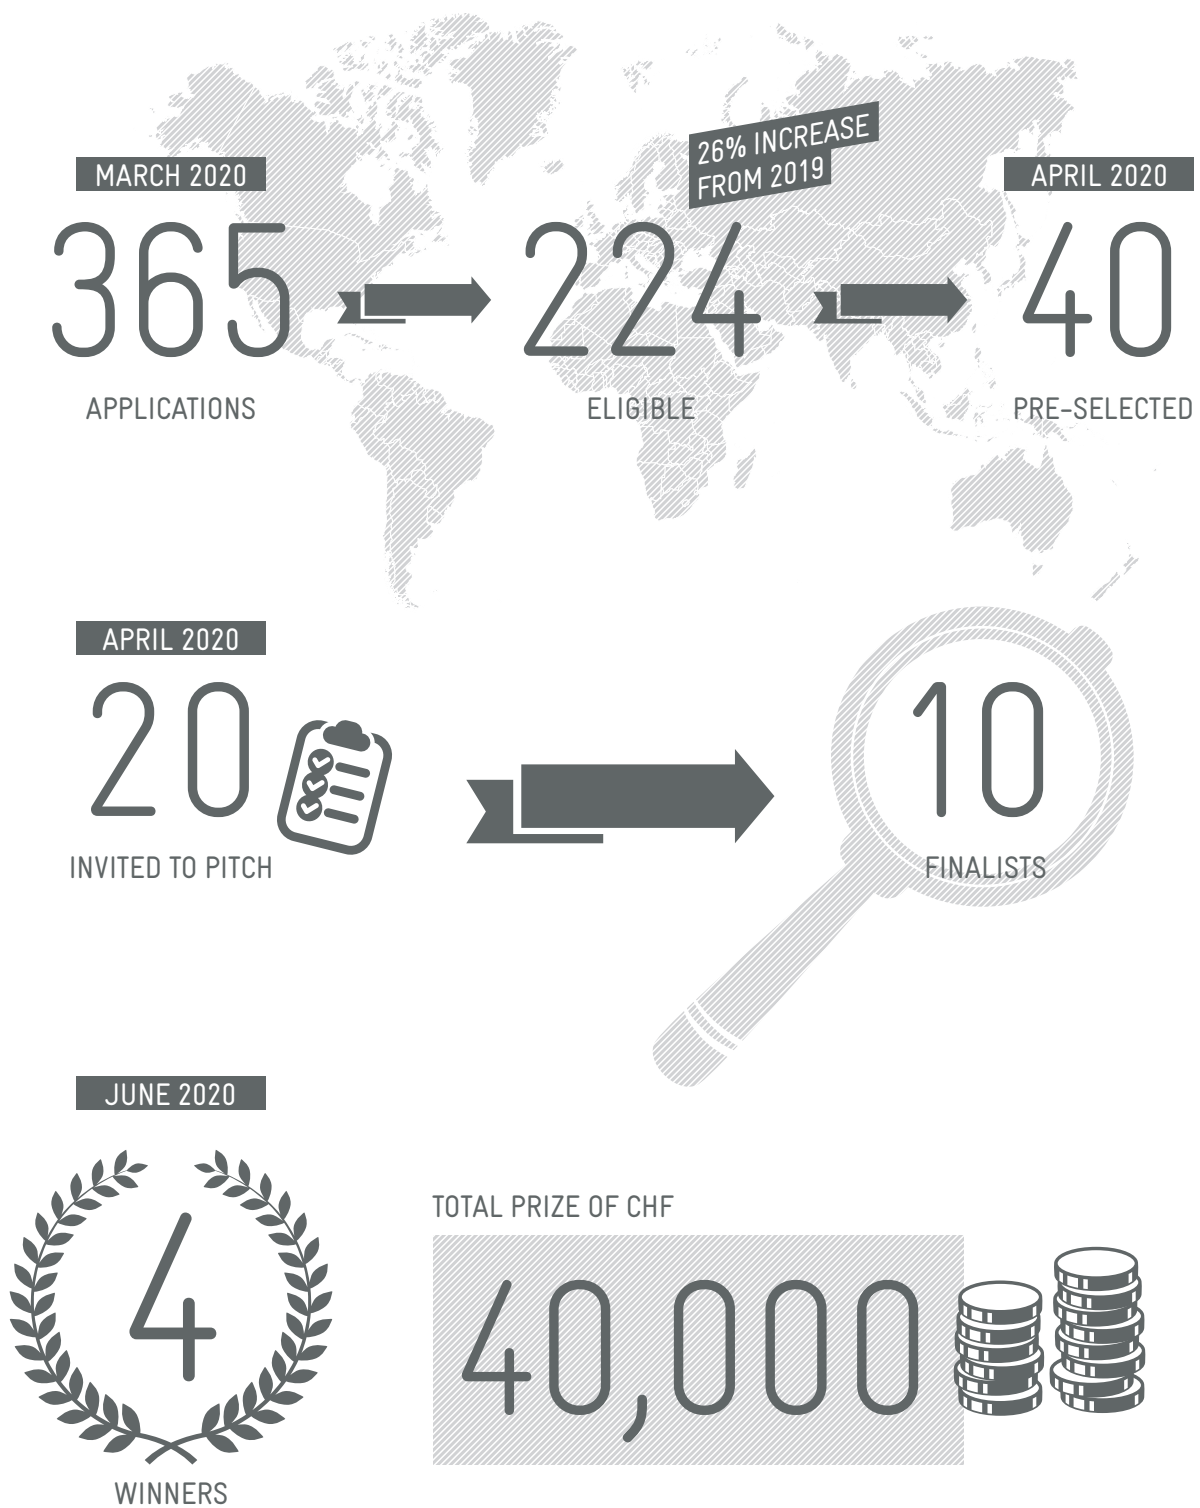 MARCH 2020
365
APPLICATIONS
26% INCREASE
FROM 2019
224
ELIGIBLE
APRIL 2020
40
PRE-SELECTED
APRIL 2020
20
INVITED TO PITCH
10
FINALISTS
JUNE 2020
4
WINNERS
TOTAL PRIZE OF CHF
40,000